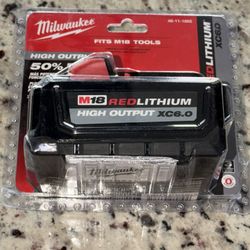 Milwaukee
48-11-1865
FITS M18 TOOLS
HIGH OUTPUT
50%
REDLITHIUM
XC6.0
M18 REDLITHIUM
HIGH OUTPUT XC6.0
Milwaukee